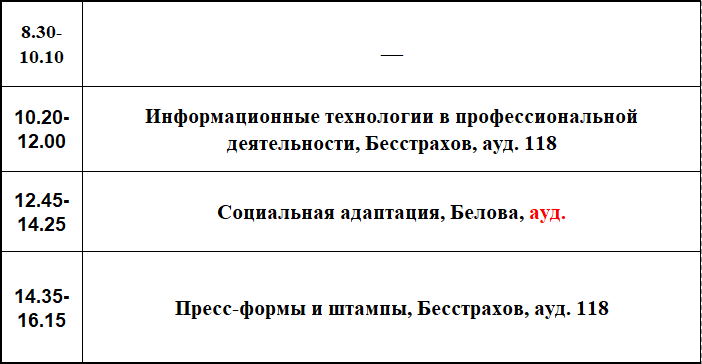 8.30-
10.10
—
10.20-
12.00
Информационные технологии в профессиональной
деятельности, Бесстрахов, ауд. 118
12.45-
14.25
Социальная адаптация, Белова, ауд.
14.35-
16.15
Пресс-формы и штампы, Бесстрахов, ауд. 118